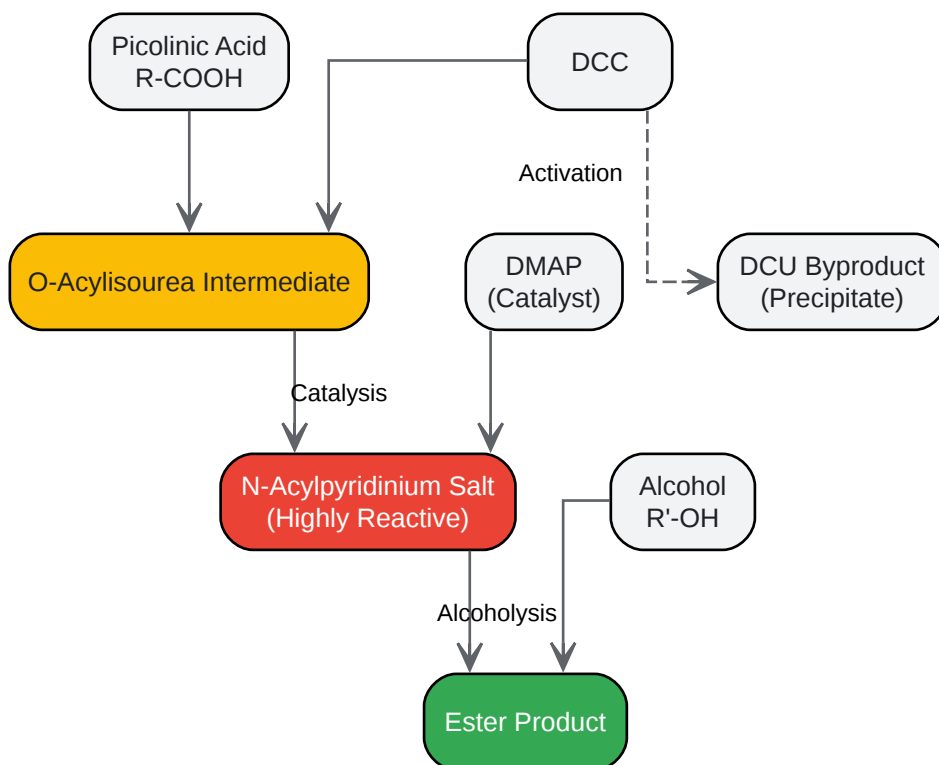 Picolinic Acid
R-COOH
DCC
Activation
O-Acylisourea Intermediate
DMAP
(Catalyst)
DCU Byproduct
(Precipitate)
Catalysis
N-Acylpyridinium Salt
(Highly Reactive)
Alcohol
R'-OH
Alcoholysis
Ester Product